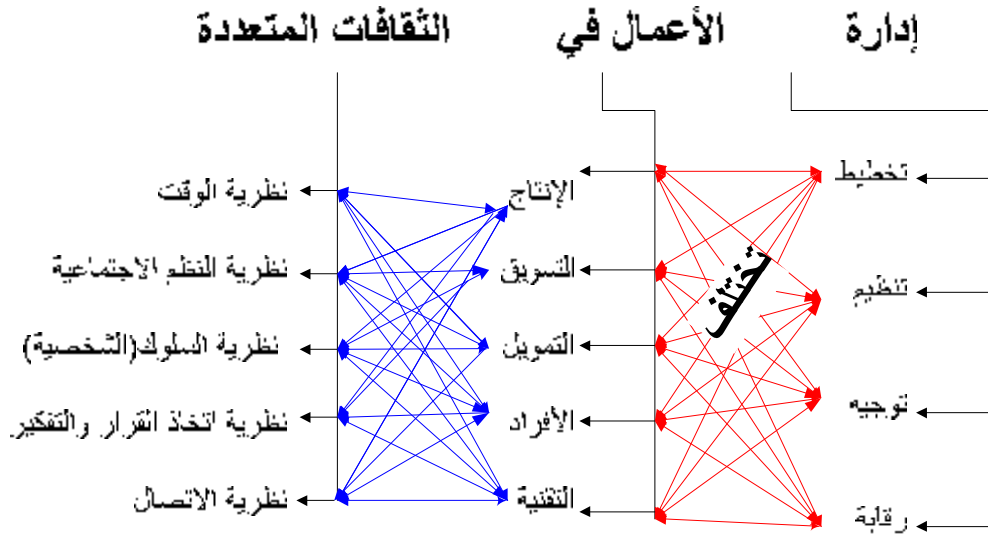 إدارة الأعمال في الثقافات المتعددة
تخطيط
تنظيم
توجيه
رقابة
تختلف
الإنتاج
التسويق
التمويل
الأفراد
التقنية
نظرية الوقت
نظرية النظم الاجتماعية
نظرية السلوك(الشخصية)
نظرية اتخاذ القرار والتفكير
نظرية الاتصال